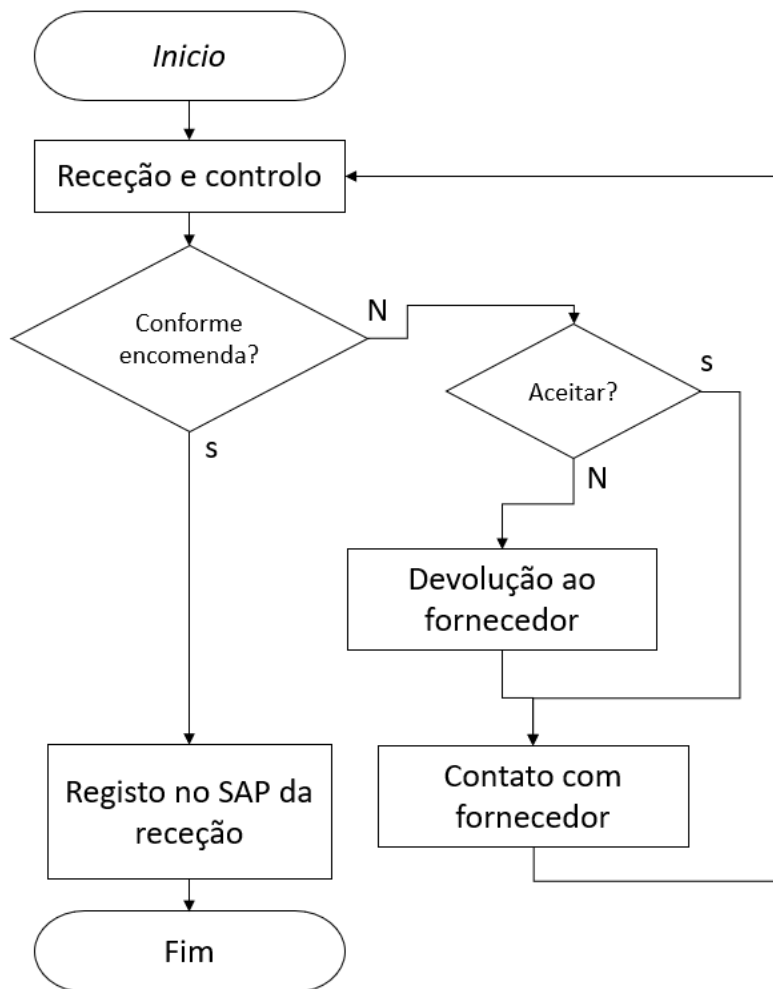 Inicio
Receção e controlo
N
Conforme
encomenda?
s
Aceitar?
s
N
Devolução ao
fornecedor
Registo no SAP da
receção
Contato com
fornecedor
Fim